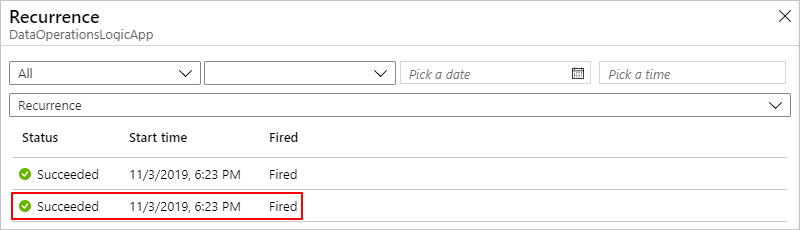 Recurrence
DataOperationsLogicApp
All Pick a date Pick a time
Recurrence
Status Start time Fired
Succeeded 11/3/2019, 6:23 PM Fired
Succeeded 11/3/2019, 6:23 PM Fired